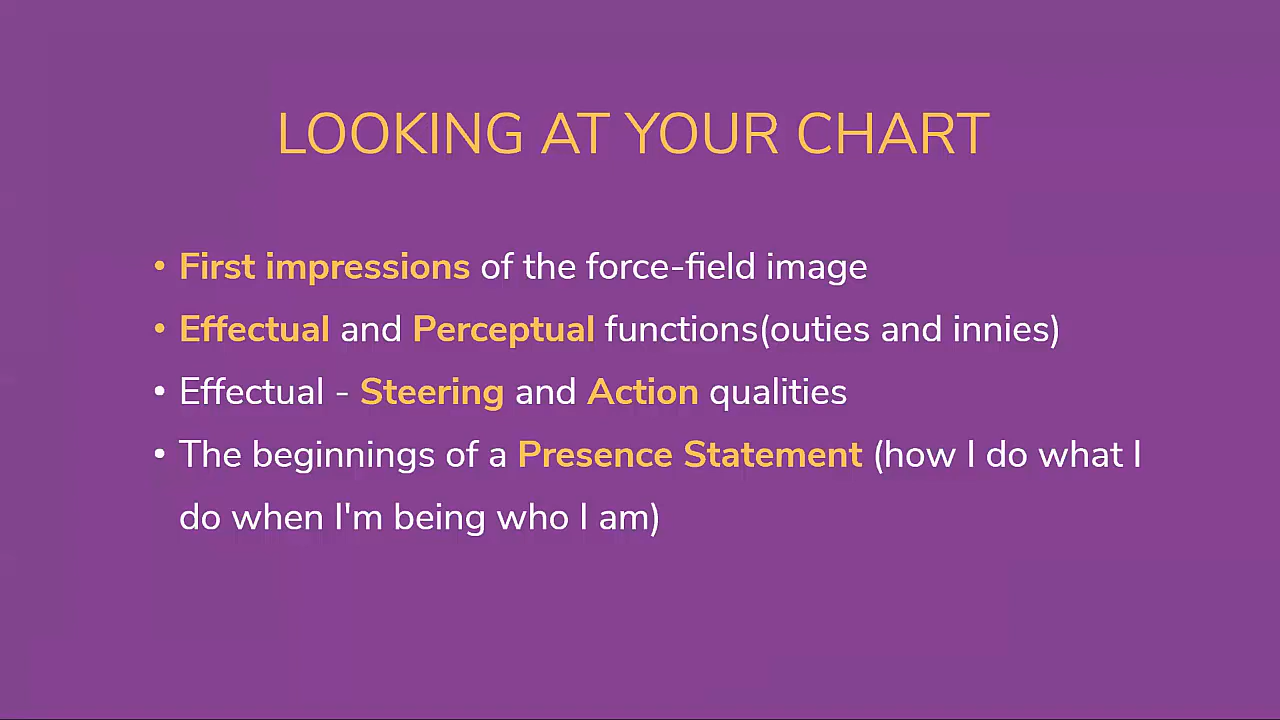 LOOKING AT YOUR CHART
• First impressions of the force-field image
• Effectual and Perceptual functions(outies and innies)
• Effectual - Steering and Action qualities
• The beginnings of a Presence Statement (how I do what I
do when I'm being who I am)